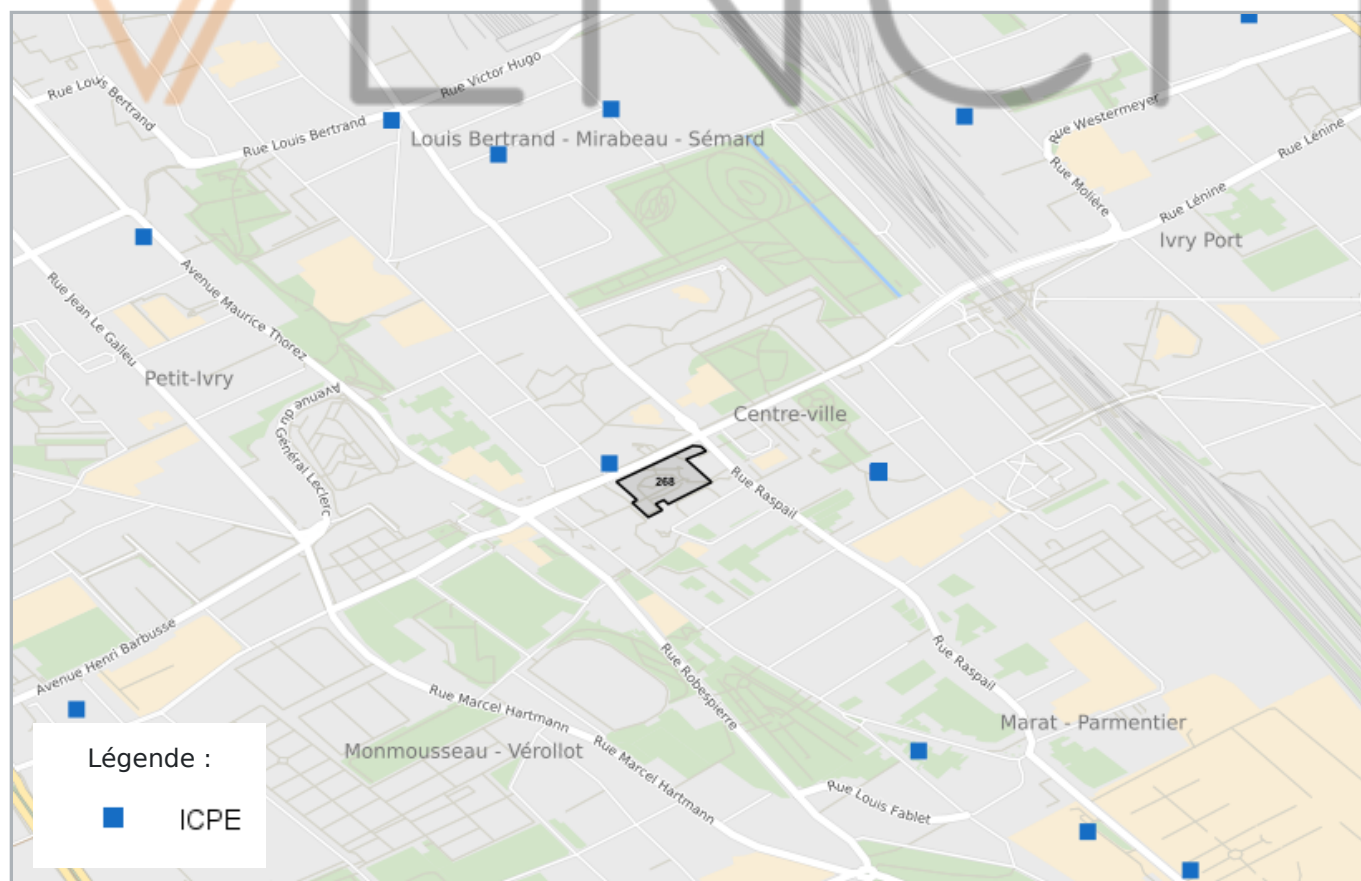 VENCI
Rue Victor Hugo
Rue Louis Bertrand
Rue Louis Bertrand
Louis Bertrand - Mirabeau - Sémard
Rue Westermeyer
Rue Lénine
Rue Molière
Rue Lénine
Ivry Port
Avenue Maurice Thorez
Rue Jean Le Galleu
Petit-Ivry
Avenue du Général Leclerc
Centre-ville
268
Rue Raspail
Avenue Henri Barbusse
Rue Robespierre
Rue Raspail
Rue Marcel Hartmann
Marat - Parmentier
Monmousseau - Vérollot
Rue Marcel Hartmann
Rue Louis Fablet
Légende :
ICPE